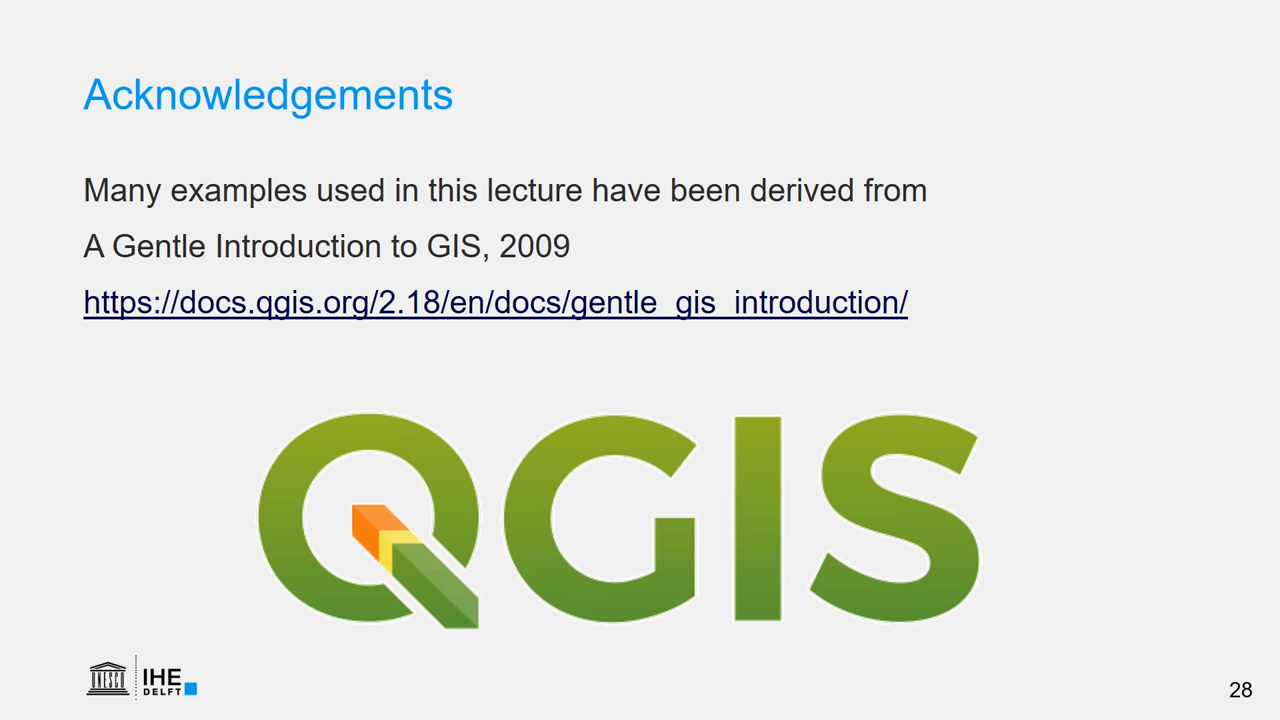 Acknowledgements
Many examples used in this lecture have been derived from
A Gentle Introduction to GIS, 2009
https://docs.qgis.org/2.18/en/docs/gentle_gis_introduction/
QGIS
UNESCO
IHE
DELFT
28